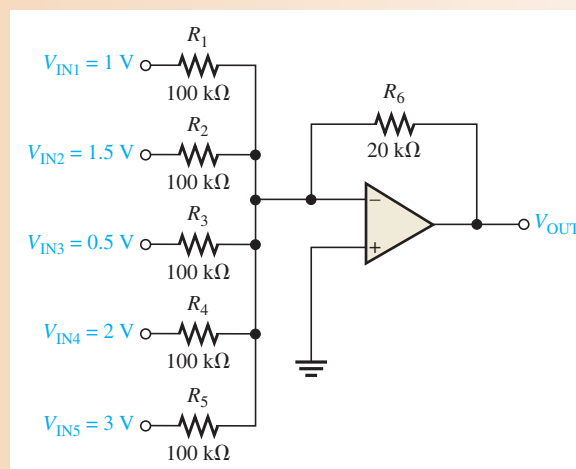 R1
VIN1 = 1 V
100 kΩ
R2
VIN2 = 1.5 V
100 kΩ
R3
VIN3 = 0.5 V
100 kΩ
R4
VIN4 = 2 V
100 kΩ
R5
VIN5 = 3 V
100 kΩ
R6
20 kΩ
−
+
VOUT